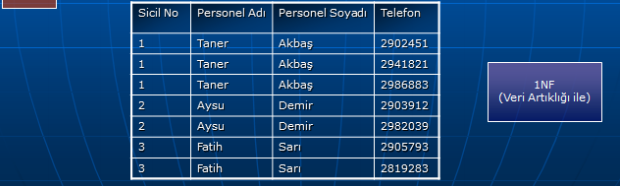 Sicil No Personel Adı Personel Soyadı Telefon
1 Taner Akbaş 2902451
1 Taner Akbaş 2941821
1 Taner Akbaş 2986883
2 Aysu Demir 2903912
2 Aysu Demir 2982039
3 Fatih Sarı 2905793
3 Fatih Sarı 2819283
1NF
(Veri Artıklığı ile)